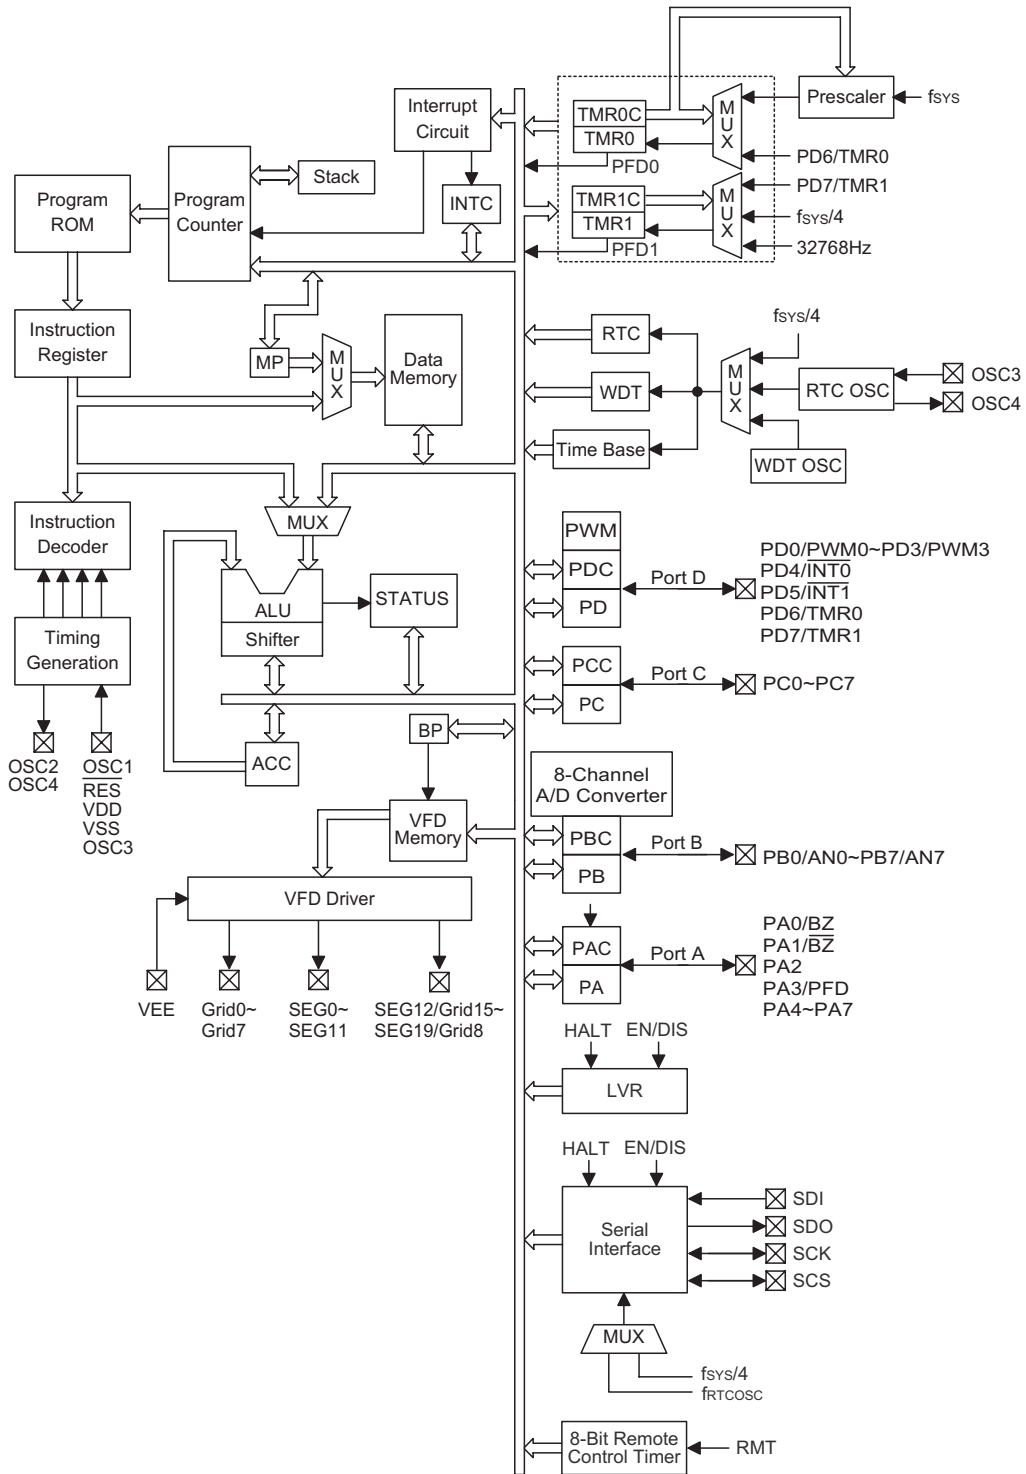 Interrupt
Circuit
INTC
Stack
Program
ROM
Program
Counter
Instruction
Register
MP
MUX
Data
Memory
Instruction
Decoder
MUX
ALU
Shifter
STATUS
Timing
Generation
OSC2
OSC4
OSC1
RES
VDD
VSS
OSC3
ACC
BP
VFD
Memory
VFD Driver
VEE
Grid0~
Grid7
SEG0~
SEG11
SEG12/Grid15~
SEG19/Grid8
TMR0C
TMR0
PFD0
MUX
Prescaler
fSYS
PD6/TMR0
TMR1C
TMR1
PFD1
MUX
PD7/TMR1
fSYS/4
32768Hz
RTC
WDT
Time Base
MUX
fSYS/4
RTC OSC
OSC3
OSC4
WDT OSC
PWM
PDC
PD
Port D
PD0/PWM0~PD3/PWM3
PD4/INT0
PD5/INT1
PD6/TMR0
PD7/TMR1
PCC
PC
Port C
PC0~PC7
8-Channel
A/D Converter
PBC
PB
Port B
PB0/AN0~PB7/AN7
PAC
PA
Port A
PA0/BZ
PA1/BZ
PA2
PA3/PFD
PA4~PA7
HALT
EN/DIS
LVR
HALT
EN/DIS
Serial
Interface
SDI
SDO
SCK
SCS
MUX
fSYS/4
fRTCOSC
8-Bit Remote
Control Timer
RMT